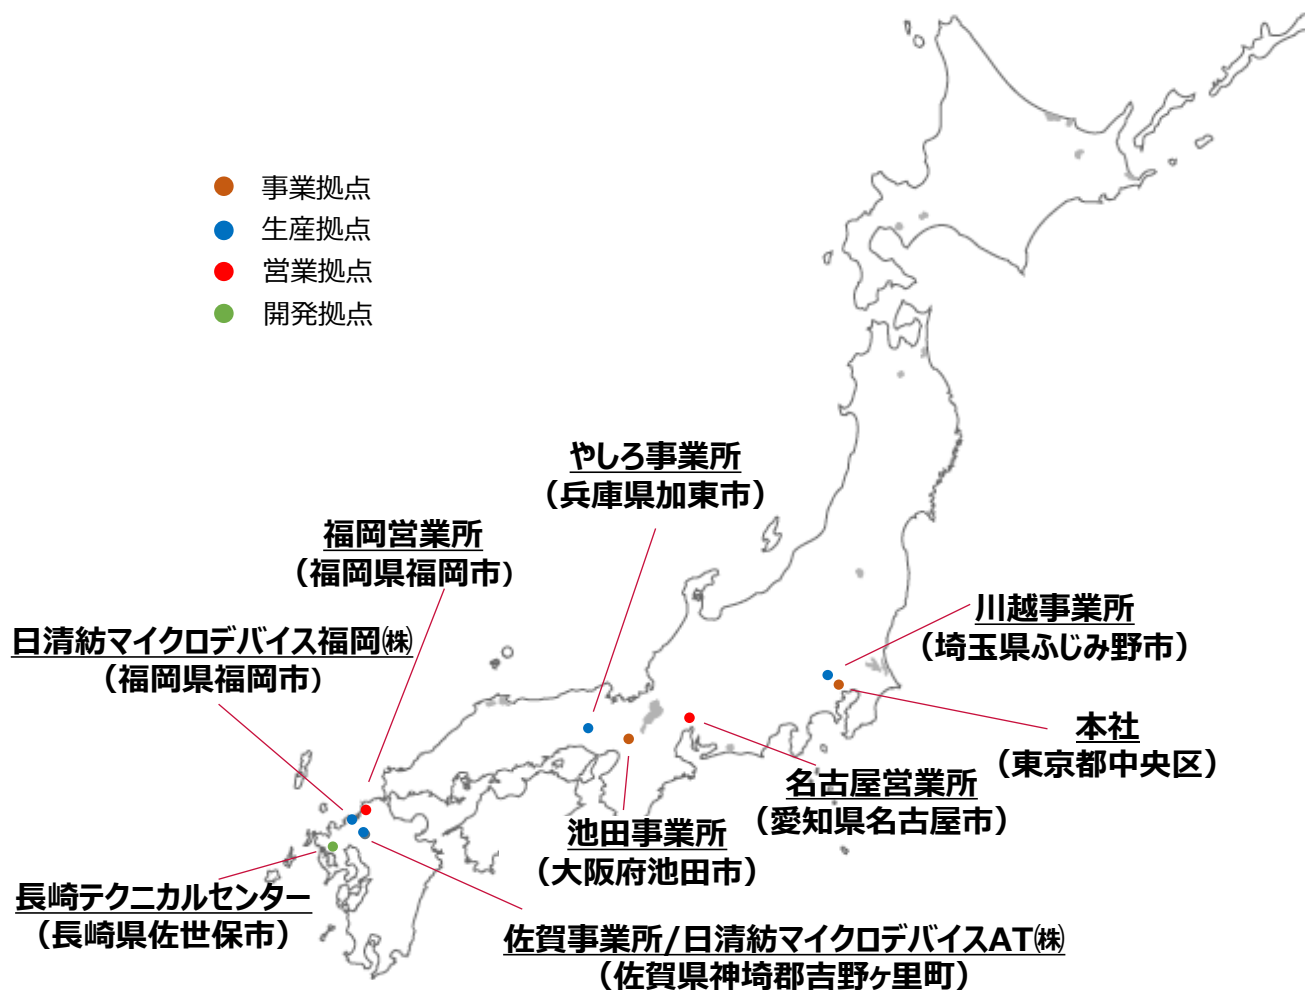 事業拠点
生産拠点
営業拠点
開発拠点
やしろ事業所
（兵庫県加東市）
福岡営業所
（福岡県福岡市）
日清紡マイクロデバイス福岡㈱
（福岡県福岡市）
川越事業所
（埼玉県ふじみ野市）
本社
（東京都中央区）
名古屋営業所
（愛知県名古屋市）
池田事業所
（大阪府池田市）
長崎テクニカルセンター
（長崎県佐世保市）
佐賀事業所/日清紡マイクロデバイスAT㈱
（佐賀県神埼郡吉野ヶ里町）